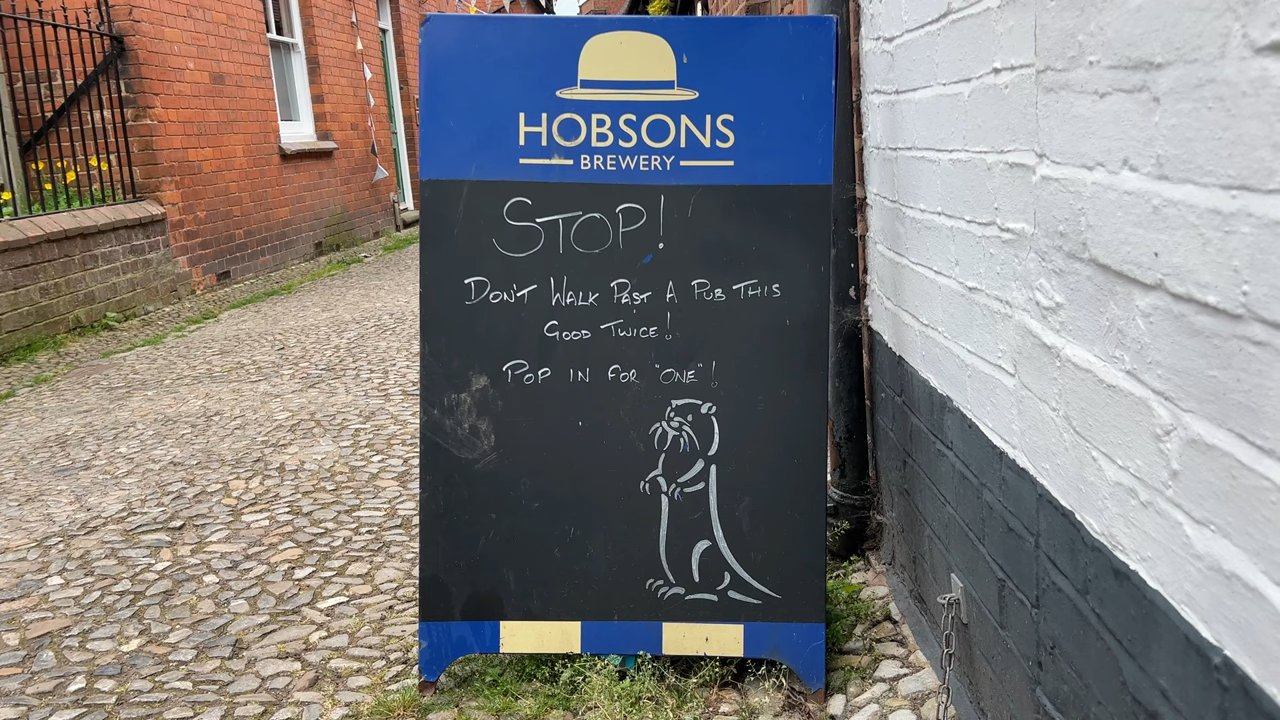 HOBSONS
BREWERY
STOP!
DON'T WALK PAST A PUB THIS
GOOD TWICE!
POP IN FOR "ONE"!